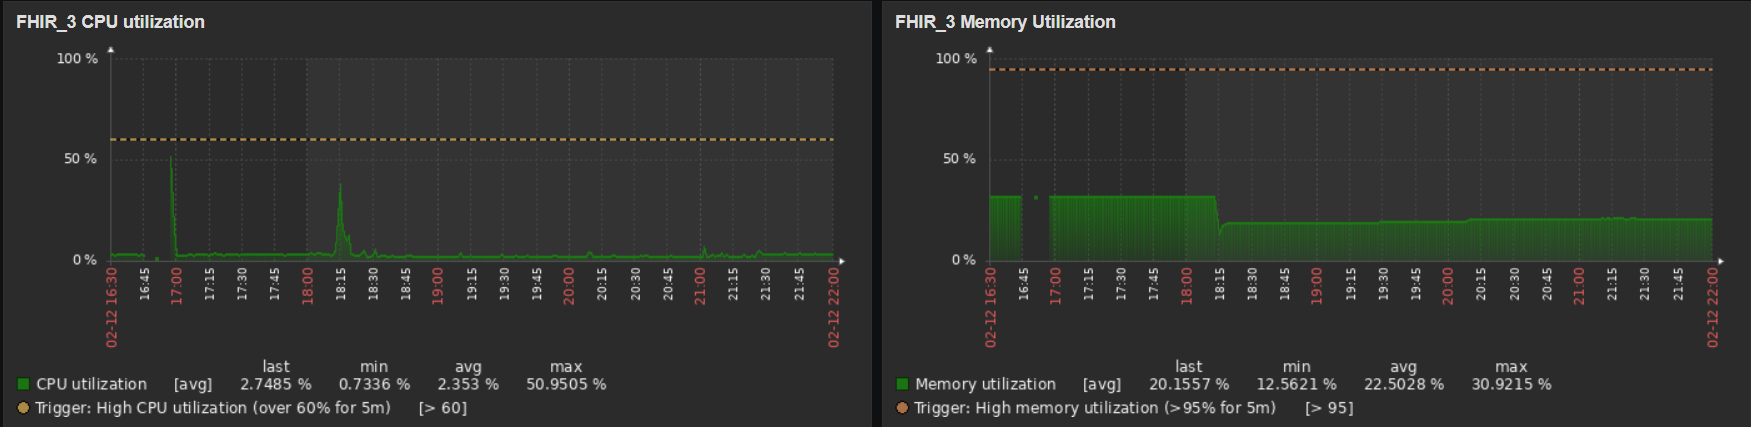 FHIR_3 CPU utilization
100 %
50 %
0 %
02-12 16:30 16:45 17:00 17:15 17:30 17:45 18:00 18:15 18:30 18:45 19:00 19:15 19:30 19:45 20:00 20:15 20:30 20:45 21:00 21:15 21:30 21:45 02-12 22:00
last min avg max
CPU utilization [avg] 2.7485 % 0.7336 % 2.353 % 50.9505 %
Trigger: High CPU utilization (over 60% for 5m) [> 60]
FHIR_3 Memory Utilization
100 %
50 %
0 %
02-12 16:30 16:45 17:00 17:15 17:30 17:45 18:00 18:15 18:30 18:45 19:00 19:15 19:30 19:45 20:00 20:15 20:30 20:45 21:00 21:15 21:30 21:45 02-12 22:00
last min avg max
Memory utilization [avg] 20.1557 % 12.5621 % 22.5028 % 30.9215 %
Trigger: High memory utilization (>95% for 5m) [> 95]